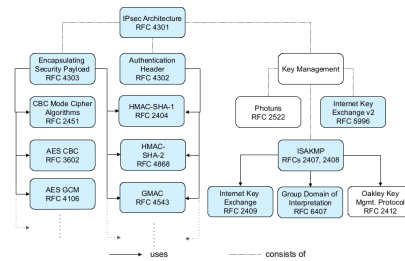 IPsec Architecture
RFC 4301
Encapsulating
Security Payload
RFC 4303
Authentication
Header
RFC 4302
Key Management
CBC Mode Cipher
Algorithms
RFC 2451
HMAC-SHA-1
RFC 2404
Photuris
RFC 2522
Internet Key
Exchange v2
RFC 5996
AES CBC
RFC 3602
HMAC-
SHA-2
RFC 4868
ISAKMP
RFCs 2407, 2408
AES GCM
RFC 4106
GMAC
RFC 4543
Internet Key
Exchange
RFC 2409
Group Domain of
Interpretation
RFC 6407
Oakley Key
Mgmt. Protocol
RFC 2412
uses
consists of